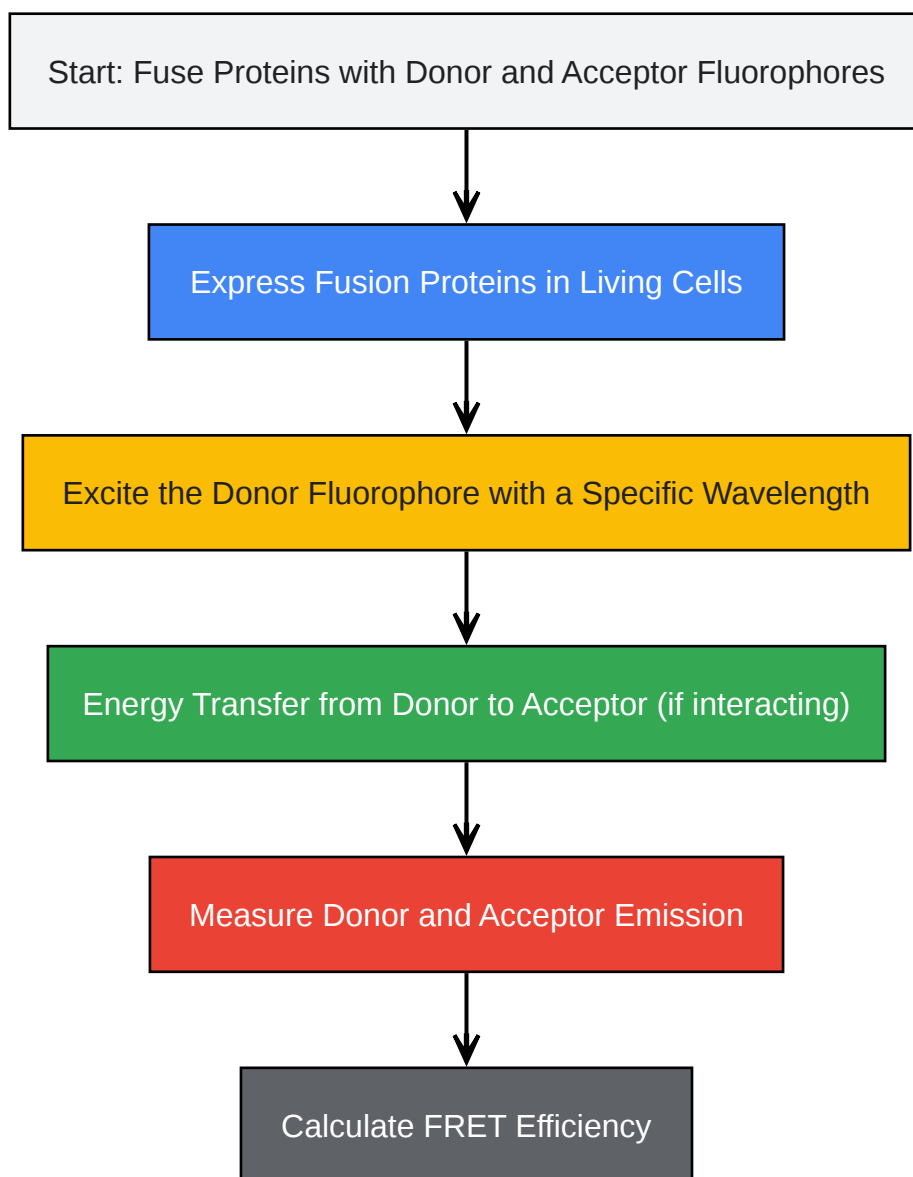 Start: Fuse Proteins with Donor and Acceptor Fluorophores
Express Fusion Proteins in Living Cells
Excite the Donor Fluorophore with a Specific Wavelength
Energy Transfer from Donor to Acceptor (if interacting)
Measure Donor and Acceptor Emission
Calculate FRET Efficiency